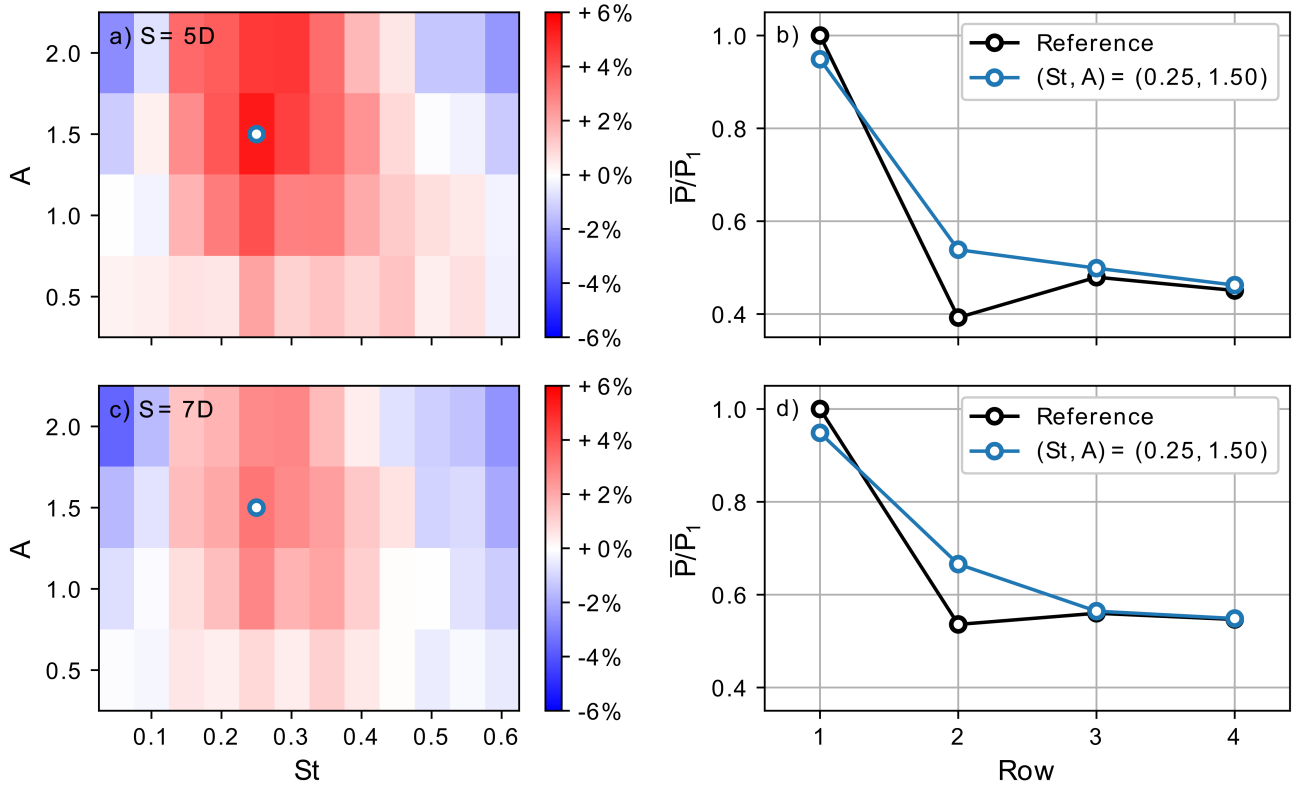 a) S = 5D
A
2.0
1.5
1.0
0.5
+ 6%
+ 4%
+ 2%
+ 0%
-2%
-4%
-6%
b)
Reference
(St, A) = (0.25, 1.50)
P̅/P̅₁
1.0
0.8
0.6
0.4
c) S = 7D
A
2.0
1.5
1.0
0.5
0.1 0.2 0.3 0.4 0.5 0.6
St
+ 6%
+ 4%
+ 2%
+ 0%
-2%
-4%
-6%
d)
Reference
(St, A) = (0.25, 1.50)
P̅/P̅₁
1.0
0.8
0.6
0.4
1 2 3 4
Row